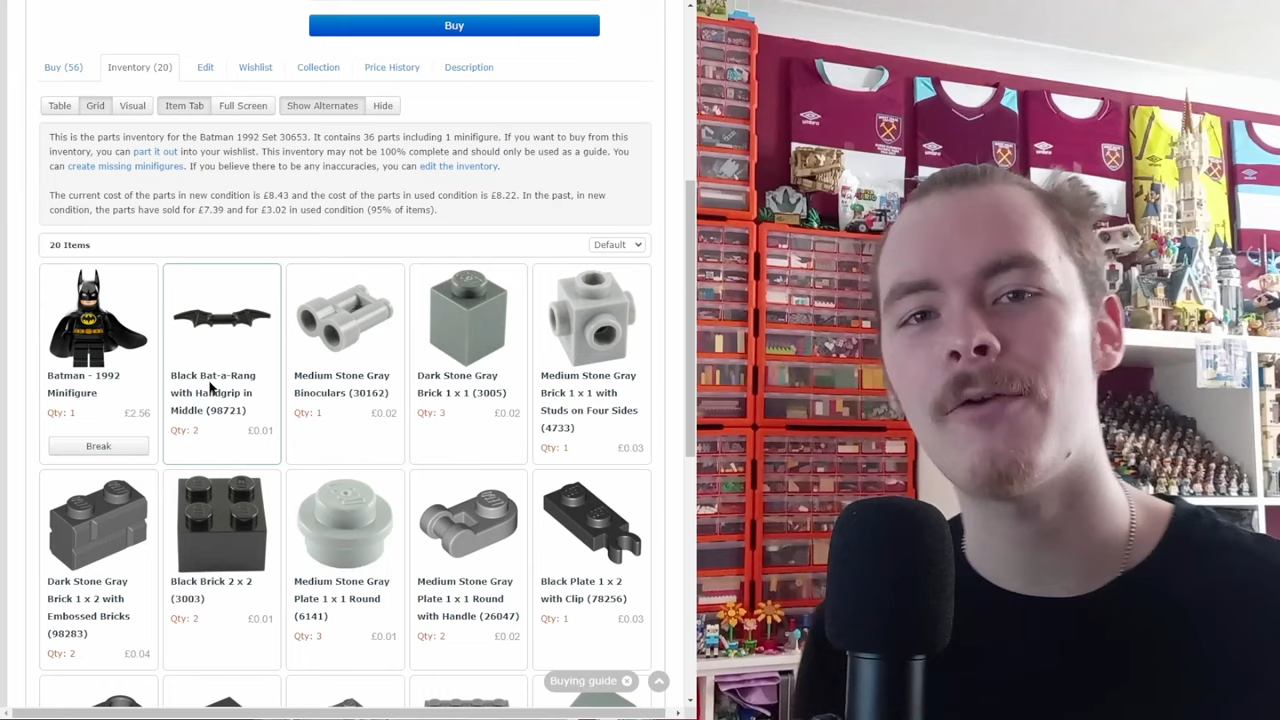 Buy
Buy (56)
Inventory (20)
Edit
Wishlist
Collection
Price History
Description
Table
Grid
Visual
Item Tab
Full Screen
Show Alternates
Hide
This is the parts inventory for the Batman 1992 Set 30653. It contains 36 parts including 1 minifigure. If you want to buy from this
inventory, you can part it out into your wishlist. This inventory may not be 100% complete and should only be used as a guide. You
can create missing minifigures. If you believe there to be any inaccuracies, you can edit the inventory.
The current cost of the parts in new condition is £8.43 and the cost of the parts in used condition is £8.22. In the past, in new
condition, the parts have sold for £7.39 and for £3.02 in used condition (95% of items).
20 Items
Default
Batman - 1992
Minifigure
Qty: 1
£2.56
Break
Black Bat-a-Rang
with Handgrip in
Middle (98721)
Qty: 2
£0.01
Medium Stone Gray
Binoculars (30162)
Qty: 1
£0.02
Dark Stone Gray
Brick 1 x 1 (3005)
Qty: 3
£0.02
Medium Stone Gray
Brick 1 x 1 with
Studs on Four Sides
(4733)
Qty: 1
£0.03
Dark Stone Gray
Brick 1 x 2 with
Embossed Bricks
(98283)
Qty: 2
£0.04
Black Brick 2 x 2
(3003)
Qty: 2
£0.01
Medium Stone Gray
Plate 1 x 1 Round
(6141)
Qty: 3
£0.01
Medium Stone Gray
Plate 1 x 1 Round
with Handle (26047)
Qty: 2
£0.02
Black Plate 1 x 2
with Clip (78256)
Qty: 1
£0.03
Buying guide
umbro
umbro
umbro